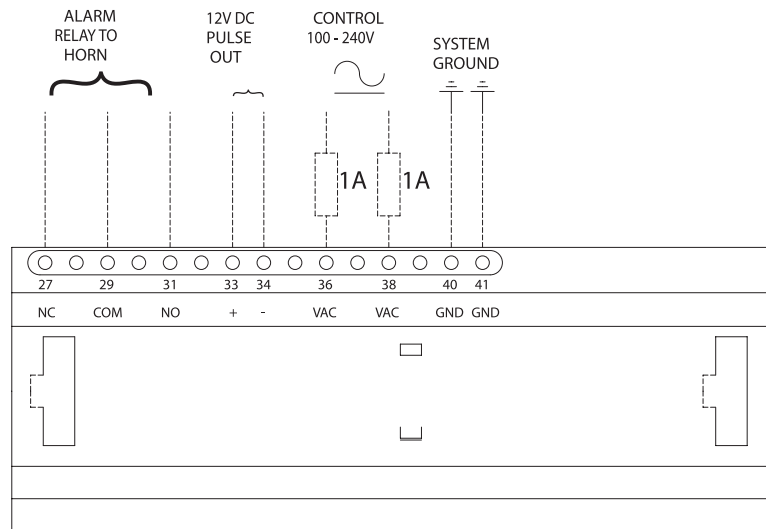 ALARM
RELAY TO
HORN
12V DC
PULSE
OUT
CONTROL
100 - 240V
SYSTEM
GROUND
1A 1A
27 29 31 33 34 36 38 40 41
NC COM NO + - VAC VAC GND GND